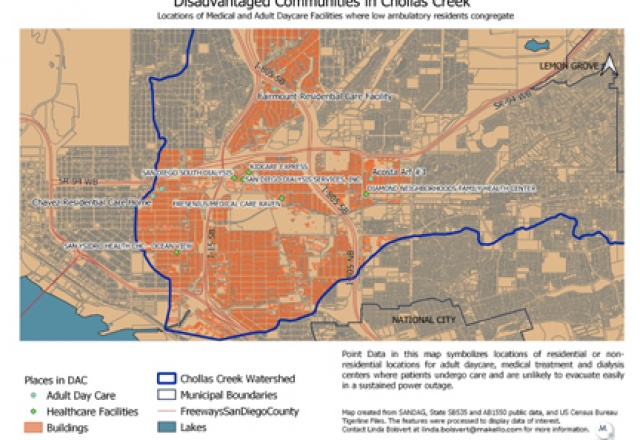 Disadvantaged Communities in Chollas Creek
Locations of Medical and Adult Daycare Facilities where low ambulatory residents congregate
LEMON GROVE
I-805 SB
Fairmount Residential Care Facility
SR-94 WB
KIDCARE EXPRESS
SAN DIEGO SOUTH DIALYSIS
SAN DIEGO DIALYSIS SERVICES, INC
Acosta Arf #3
SR-94 WB
DIAMOND NEIGHBORHOODS FAMILY HEALTH CENTER
Chavez Residential Care Home
FRESENIUS MEDICAL CARE
I-805 SB
SAN YSIDRO HEALTH CHC - OCEAN VIEW
I-15 SB
I-805 SB
NATIONAL CITY
Places in DAC
Adult Day Care
Healthcare Facilities
Buildings
Chollas Creek Watershed
Municipal Boundaries
FreewaysSanDiegoCounty
Lakes
Point Data in this map symbolizes locations of residential or non-
residential locations for adult daycare, medical treatment and dialysis
centers where patients undergo care and are unlikely to evacuate easily
in a sustained power outage.
Map created from SANDAG, State SB535 and AB1550 public data, and US Census Bureau
Tigerline Files. The features were processed to display data of interest.
Contact Linda Boisvert at linda.boisvert@makello.com for more information.
M